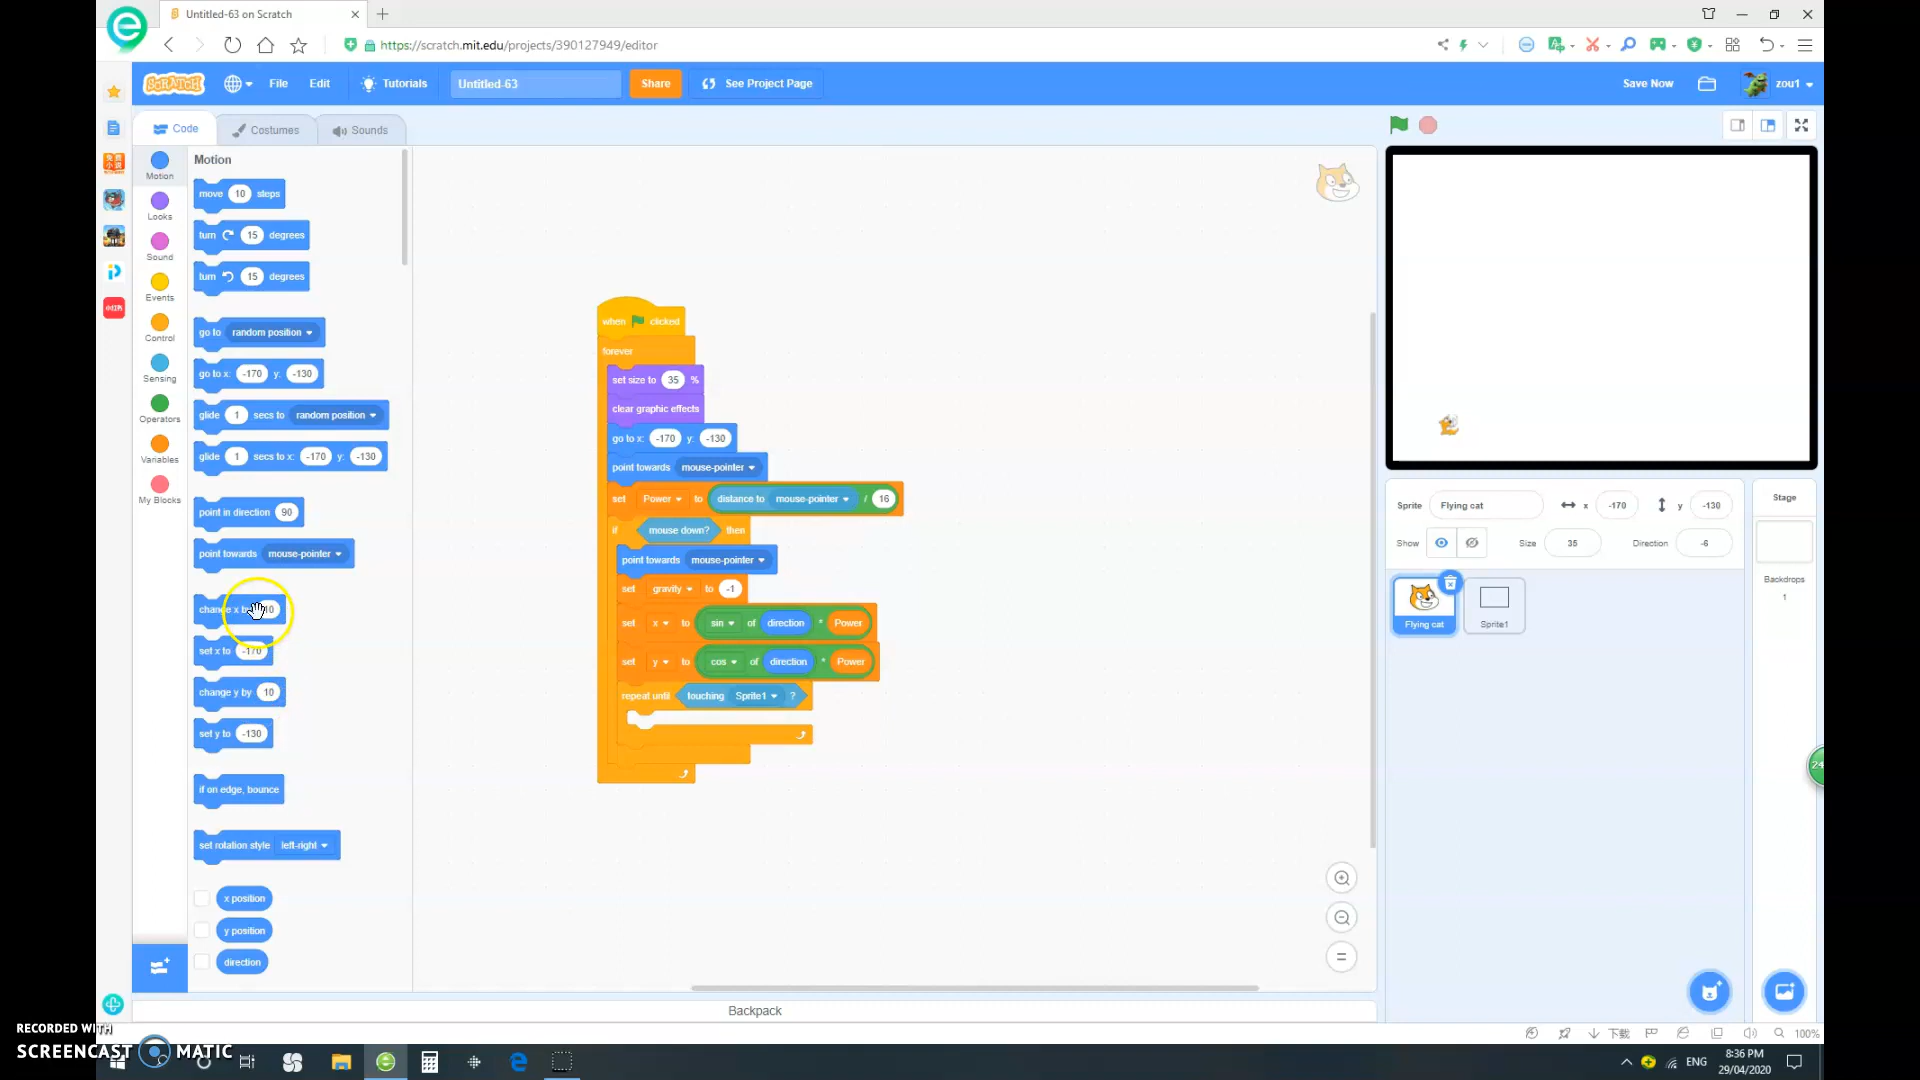 Untitled-63 on Scratch
https://scratch.mit.edu/projects/390127949/editor
SCRATCH File Edit Tutorials Untitled-63 Share See Project Page Save Now zou1
Code Costumes Sounds
Motion
Looks
Sound
Events
Control
Sensing
Operators
Variables
My Blocks
Motion
move 10 steps
turn 15 degrees
turn 15 degrees
go to random position
go to x: -170 y: -130
glide 1 secs to random position
glide 1 secs to x: -170 y: -130
point in direction 90
point towards mouse-pointer
change x by 10
set x to -170
change y by 10
set y to -130
if on edge, bounce
set rotation style left-right
x position
y position
direction
when clicked
forever
set size to 35 %
clear graphic effects
go to x: -170 y: -130
point towards mouse-pointer
set Power to distance to mouse-pointer / 16
if mouse down? then
point towards mouse-pointer
set gravity to -1
set x to sin of direction * Power
set y to cos of direction * Power
repeat until touching Sprite1 ?
Sprite Flying cat x -170 y -130
Show Size 35 Direction -6
Flying cat
Sprite1
Stage
Backdrops
1
24
Backpack
下载 100%
RECORDED WITH
SCREENCAST MATIC
ENG
8:36 PM
29/04/2020